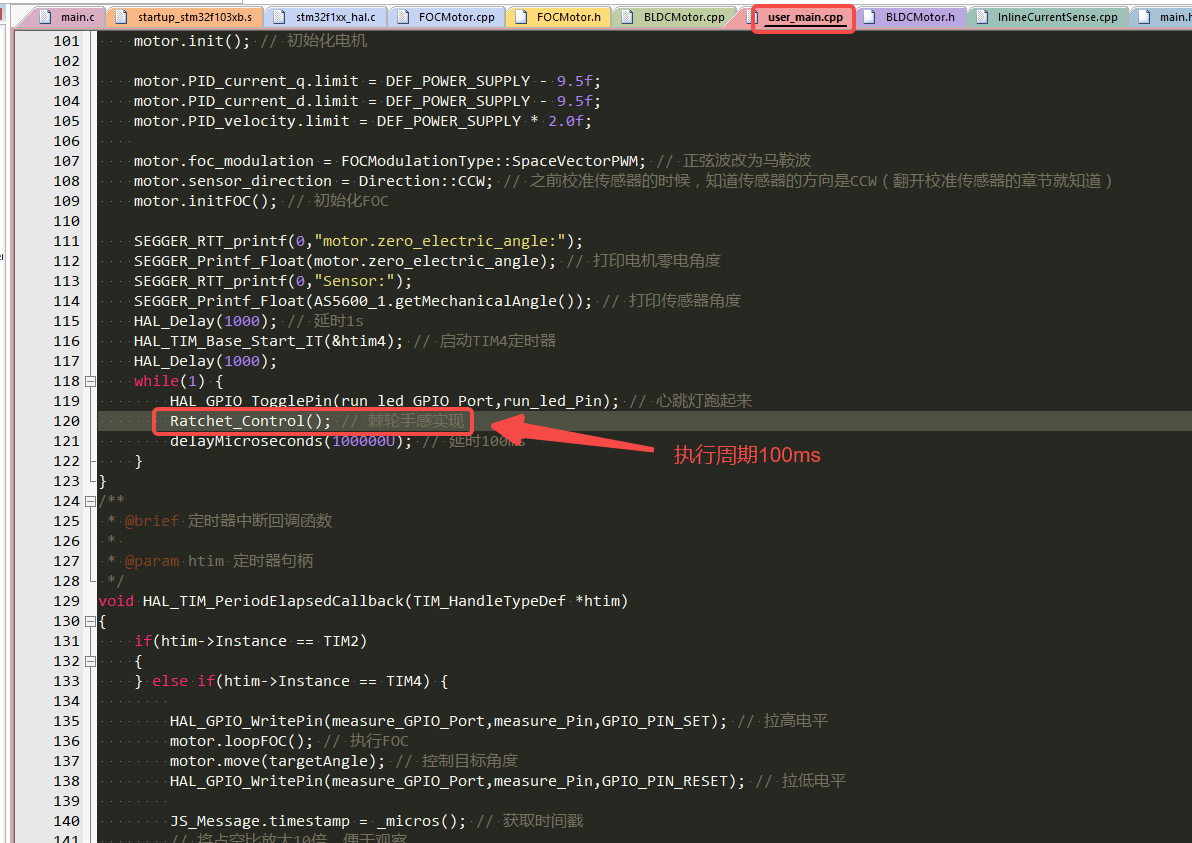 main.c startup_stm32f103xb.s stm32f1xx_hal.c FOCMotor.cpp FOCMotor.h BLDCMotor.cpp user_main.cpp BLDCMotor.h InlineCurrentSense.cpp main.h
101 motor.init(); // 初始化电机
102
103 motor.PID_current_q.limit = DEF_POWER_SUPPLY - 9.5f;
104 motor.PID_current_d.limit = DEF_POWER_SUPPLY - 9.5f;
105 motor.PID_velocity.limit = DEF_POWER_SUPPLY * 2.0f;
106
107 motor.foc_modulation = FOCModulationType::SpaceVectorPWM; // 正弦波改为马鞍波
108 motor.sensor_direction = Direction::CCW; // 之前校准传感器的时候，知道传感器的方向是CCW（翻开校准传感器的章节就知道）
109 motor.initFOC(); // 初始化FOC
110
111 SEGGER_RTT_printf(0,"motor.zero_electric_angle:");
112 SEGGER_Printf_Float(motor.zero_electric_angle); // 打印电机零电角度
113 SEGGER_RTT_printf(0,"Sensor:");
114 SEGGER_Printf_Float(AS5600_1.getMechanicalAngle()); // 打印传感器角度
115 HAL_Delay(1000); // 延时1s
116 HAL_TIM_Base_Start_IT(&htim4); // 启动TIM4定时器
117 HAL_Delay(1000);
118 while(1) {
119 HAL_GPIO_TogglePin(run_led_GPIO_Port,run_led_Pin); // 心跳灯跑起来
120 Ratchet_Control(); // 棘轮手感实现
121 delayMicroseconds(100000U); // 延时100ms
执行周期100ms
122 }
123 }
124 /**
125 * @brief 定时器中断回调函数
126 *
127 * @param htim 定时器句柄
128 */
129 void HAL_TIM_PeriodElapsedCallback(TIM_HandleTypeDef *htim)
130 {
131 if(htim->Instance == TIM2)
132 {
133 } else if(htim->Instance == TIM4) {
134
135 HAL_GPIO_WritePin(measure_GPIO_Port,measure_Pin,GPIO_PIN_SET); // 拉高电平
136 motor.loopFOC(); // 执行FOC
137 motor.move(targetAngle); // 控制目标角度
138 HAL_GPIO_WritePin(measure_GPIO_Port,measure_Pin,GPIO_PIN_RESET); // 拉低电平
139
140 JS_Message.timestamp = _micros(); // 获取时间戳
141 // 将占空比放大10倍，便于观察